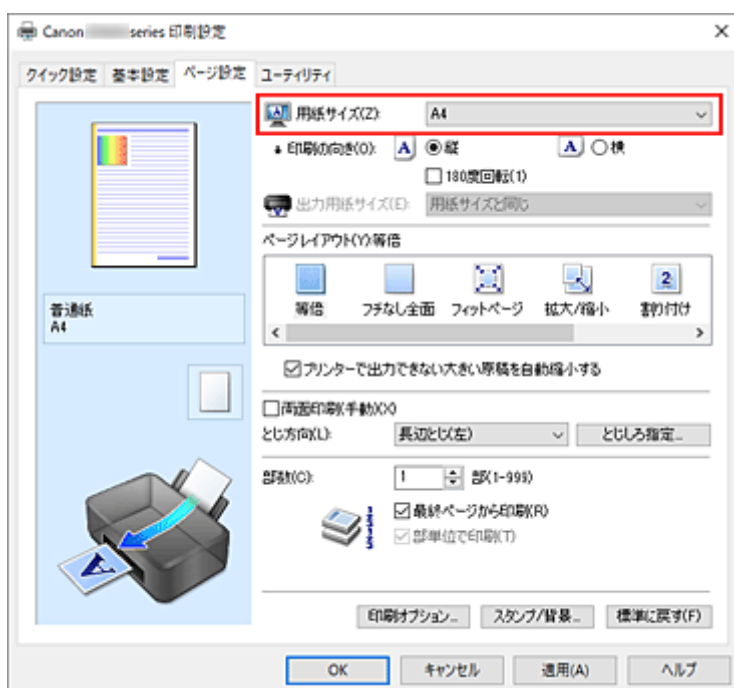 Canon series 印刷設定
クイック設定 基本設定 ページ設定 ユーティリティ
用紙サイズ(Z): A4
印刷の向き(O): A 縦 A 横
180度回転(1)
出力用紙サイズ(E): 用紙サイズと同じ
ページレイアウト(Y):等倍
等倍 フチなし全面 フィットページ 拡大/縮小 2 割り付け
普通紙
A4
プリンターで出力できない大きい原稿を自動縮小する
両面印刷(手動)(X)
とじ方向(L): 長辺とじ(左) とじしろ指定...
部数(C): 1 部(1-999)
最終ページから印刷(R)
部単位で印刷(T)
印刷オプション... スタンプ/背景... 標準に戻す(F)
OK キャンセル 適用(A) ヘルプ